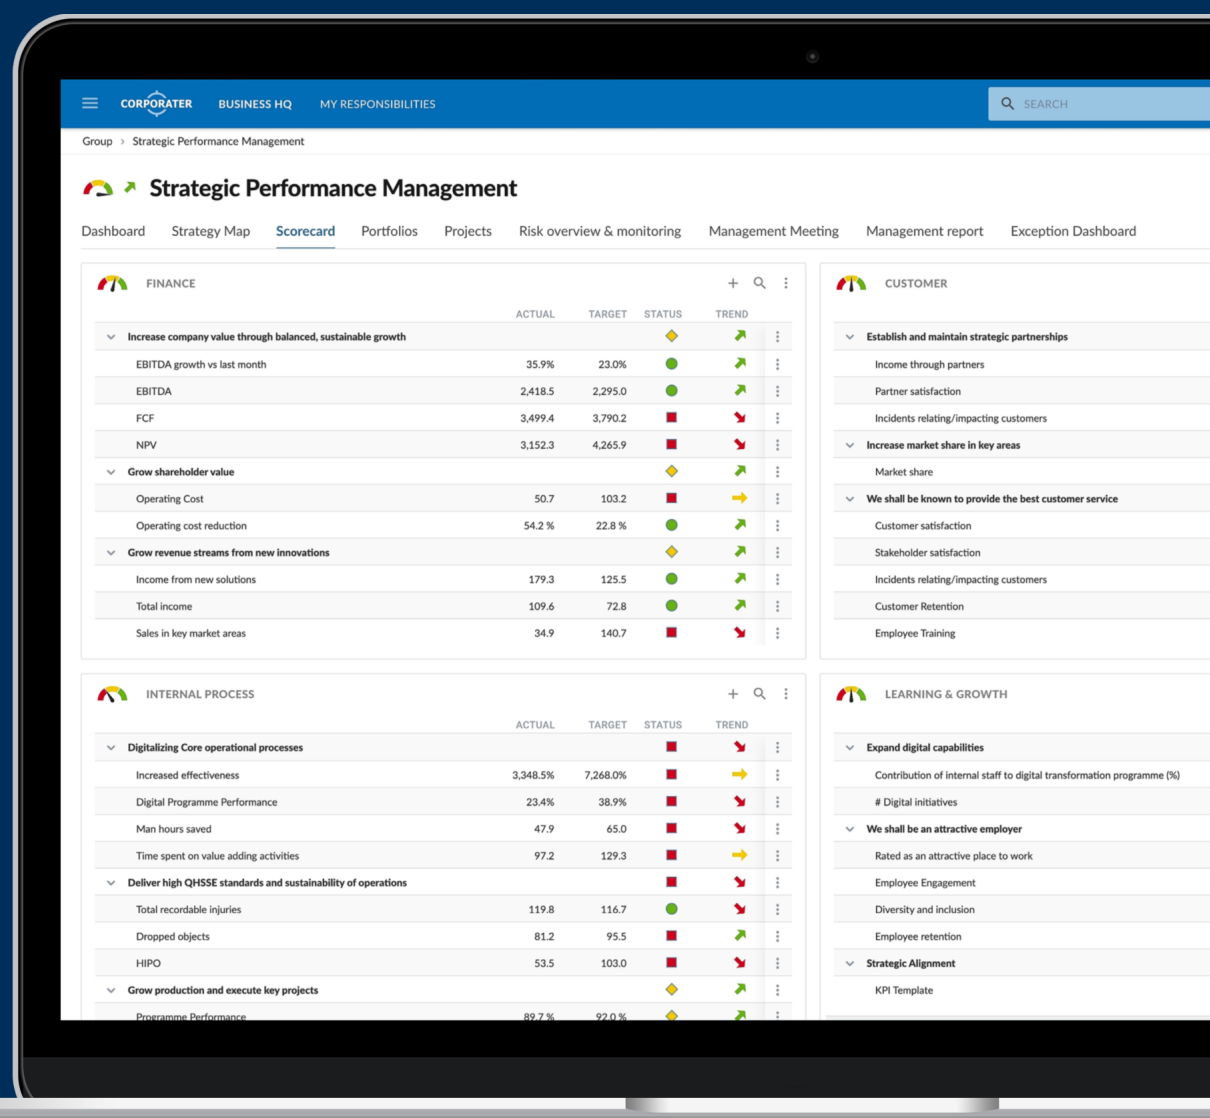 CORPORATER BUSINESS HQ MY RESPONSIBILITIES SEARCH
Group > Strategic Performance Management
Strategic Performance Management
Dashboard Strategy Map Scorecard Portfolios Projects Risk overview & monitoring Management Meeting Management report Exception Dashboard
FINANCE
ACTUAL TARGET STATUS TREND
Increase company value through balanced, sustainable growth
EBITDA growth vs last month 35.9% 23.0%
EBITDA 2,418.5 2,295.0
FCF 3,499.4 3,790.2
NPV 3,152.3 4,265.9
Grow shareholder value
Operating Cost 50.7 103.2
Operating cost reduction 54.2 % 22.8 %
Grow revenue streams from new innovations
Income from new solutions 179.3 125.5
Total income 109.6 72.8
Sales in key market areas 34.9 140.7
CUSTOMER
Establish and maintain strategic partnerships
Income through partners
Partner satisfaction
Incidents relating/impacting customers
Increase market share in key areas
Market share
We shall be known to provide the best customer service
Customer satisfaction
Stakeholder satisfaction
Incidents relating/impacting customers
Customer Retention
Employee Training
INTERNAL PROCESS
ACTUAL TARGET STATUS TREND
Digitalizing Core operational processes
Increased effectiveness 3,348.5% 7,268.0%
Digital Programme Performance 23.4% 38.9%
Man hours saved 47.9 65.0
Time spent on value adding activities 97.2 129.3
Deliver high QHSSE standards and sustainability of operations
Total recordable injuries 119.8 116.7
Dropped objects 81.2 95.5
HIPO 53.5 103.0
Grow production and execute key projects
Programme Performance 89.7 % 92.0 %
LEARNING & GROWTH
Expand digital capabilities
Contribution of internal staff to digital transformation programme (%)
# Digital initiatives
We shall be an attractive employer
Rated as an attractive place to work
Employee Engagement
Diversity and inclusion
Employee retention
Strategic Alignment
KPI Template